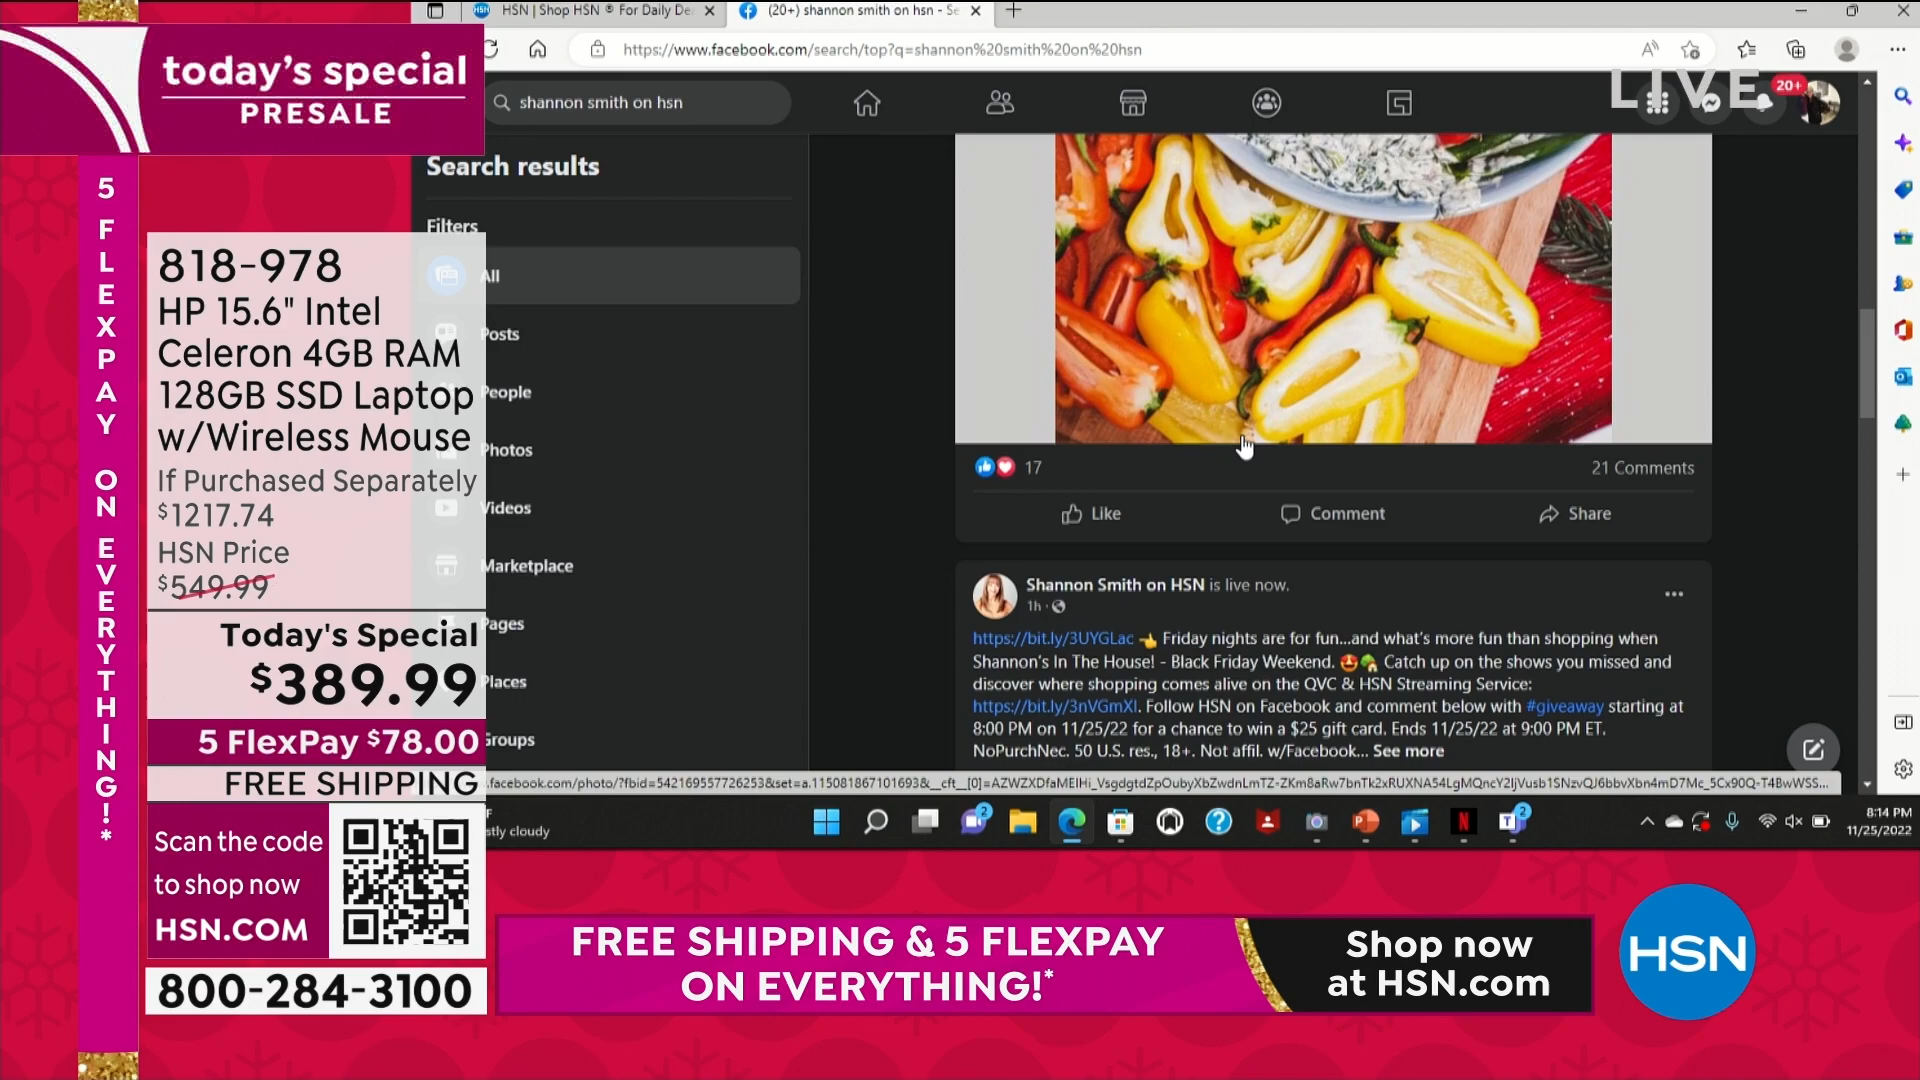 today's special
PRESALE
5 FLEXPAY ON EVERYTHING!*
818-978
HP 15.6" Intel
Celeron 4GB RAM
128GB SSD Laptop
w/Wireless Mouse
If Purchased Separately
$1217.74
HSN Price
$549.99
Today's Special
$389.99
5 FlexPay $78.00
FREE SHIPPING
Scan the code
to shop now
HSN.COM
800-284-3100
HSN | Shop HSN ® For Daily De
(20+) shannon smith on hsn - Se
https://www.facebook.com/search/top?q=shannon%20smith%20on%20hsn
LIVE
shannon smith on hsn
20+
Search results
Filters
All
Posts
People
Photos
Videos
Marketplace
Pages
Places
Groups
17
21 Comments
Like
Comment
Share
Shannon Smith on HSN is live now.
1h
https://bit.ly/3UYGLac 👈 Friday nights are for fun...and what's more fun than shopping when
Shannon's In The House! - Black Friday Weekend. 🤩🏡 Catch up on the shows you missed and
discover where shopping comes alive on the QVC & HSN Streaming Service:
https://bit.ly/3nVGmXl. Follow HSN on Facebook and comment below with #giveaway starting at
8:00 PM on 11/25/22 for a chance to win a $25 gift card. Ends 11/25/22 at 9:00 PM ET.
NoPurchNec. 50 U.S. res., 18+. Not affil. w/Facebook... See more
stly cloudy
2
2
8:14 PM
11/25/2022
FREE SHIPPING & 5 FLEXPAY
ON EVERYTHING!*
Shop now
at HSN.com
HSN